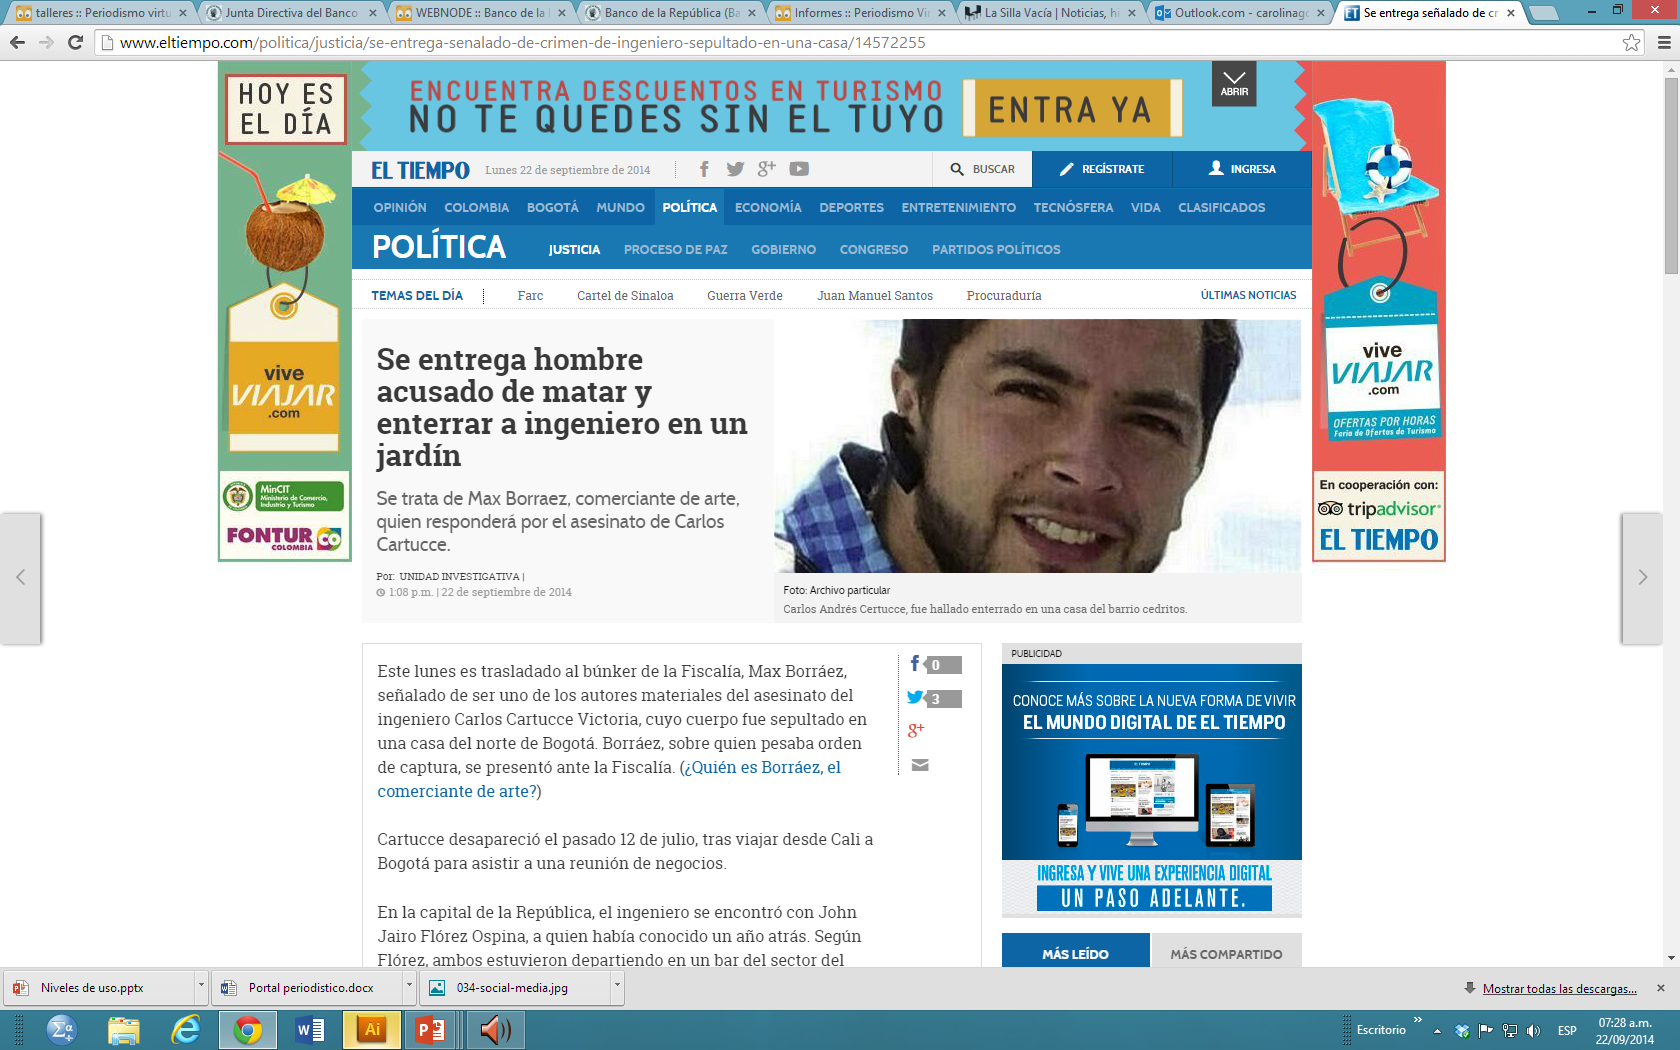 talleres :: Periodismo virtu
Junta Directiva del Banco
WEBNODE :: Banco de la
Banco de la República (Ba
Informes :: Periodismo Vir
La Silla Vacía | Noticias, hi
Outlook.com - carolinag
Se entrega señalado de cr
www.eltiempo.com/politica/justicia/se-entrega-senalado-de-crimen-de-ingeniero-sepultado-en-una-casa/14572255
HOY ES
EL DÍA
ENCUENTRA DESCUENTOS EN TURISMO
NO TE QUEDES SIN EL TUYO
ENTRA YA
ABRIR
EL TIEMPO
Lunes 22 de septiembre de 2014
BUSCAR
REGÍSTRATE
INGRESA
OPINIÓN COLOMBIA BOGOTÁ MUNDO POLÍTICA ECONOMÍA DEPORTES ENTRETENIMIENTO TECNÓSFERA VIDA CLASIFICADOS
POLÍTICA JUSTICIA PROCESO DE PAZ GOBIERNO CONGRESO PARTIDOS POLÍTICOS
TEMAS DEL DÍA Farc Cartel de Sinaloa Guerra Verde Juan Manuel Santos Procuraduría ÚLTIMAS NOTICIAS
vive
VIAJAR
.com
MinCIT
Ministerio de Comercio,
Industria y Turismo
FONTUR
COLOMBIA
Se entrega hombre
acusado de matar y
enterrar a ingeniero en un
jardín
Se trata de Max Borraez, comerciante de arte,
quien responderá por el asesinato de Carlos
Cartucce.
Por: UNIDAD INVESTIGATIVA |
1:08 p.m. | 22 de septiembre de 2014
Foto: Archivo particular
Carlos Andrés Certucce, fue hallado enterrado en una casa del barrio cedritos.
vive
VIAJAR
.com
OFERTAS POR HORAS
Feria de Ofertas de Turismo
En cooperación con:
tripadvisor
EL TIEMPO
Este lunes es trasladado al búnker de la Fiscalía, Max Borráez,
señalado de ser uno de los autores materiales del asesinato del
ingeniero Carlos Cartucce Victoria, cuyo cuerpo fue sepultado en
una casa del norte de Bogotá. Borráez, sobre quien pesaba orden
de captura, se presentó ante la Fiscalía. (¿Quién es Borráez, el
comerciante de arte?)
Cartucce desapareció el pasado 12 de julio, tras viajar desde Cali a
Bogotá para asistir a una reunión de negocios.
En la capital de la República, el ingeniero se encontró con John
Jairo Flórez Ospina, a quien había conocido un año atrás. Según
Flórez, ambos estuvieron departiendo en un bar del sector del
0
3
PUBLICIDAD
CONOCE MÁS SOBRE LA NUEVA FORMA DE VIVIR
EL MUNDO DIGITAL DE EL TIEMPO
INGRESA Y VIVE UNA EXPERIENCIA DIGITAL
UN PASO ADELANTE.
MÁS LEÍDO
MÁS COMPARTIDO
Niveles de uso.pptx
Portal periodistico.docx
034-social-media.jpg
Mostrar todas las descargas...
Escritorio
ESP
07:28 a.m.
22/09/2014